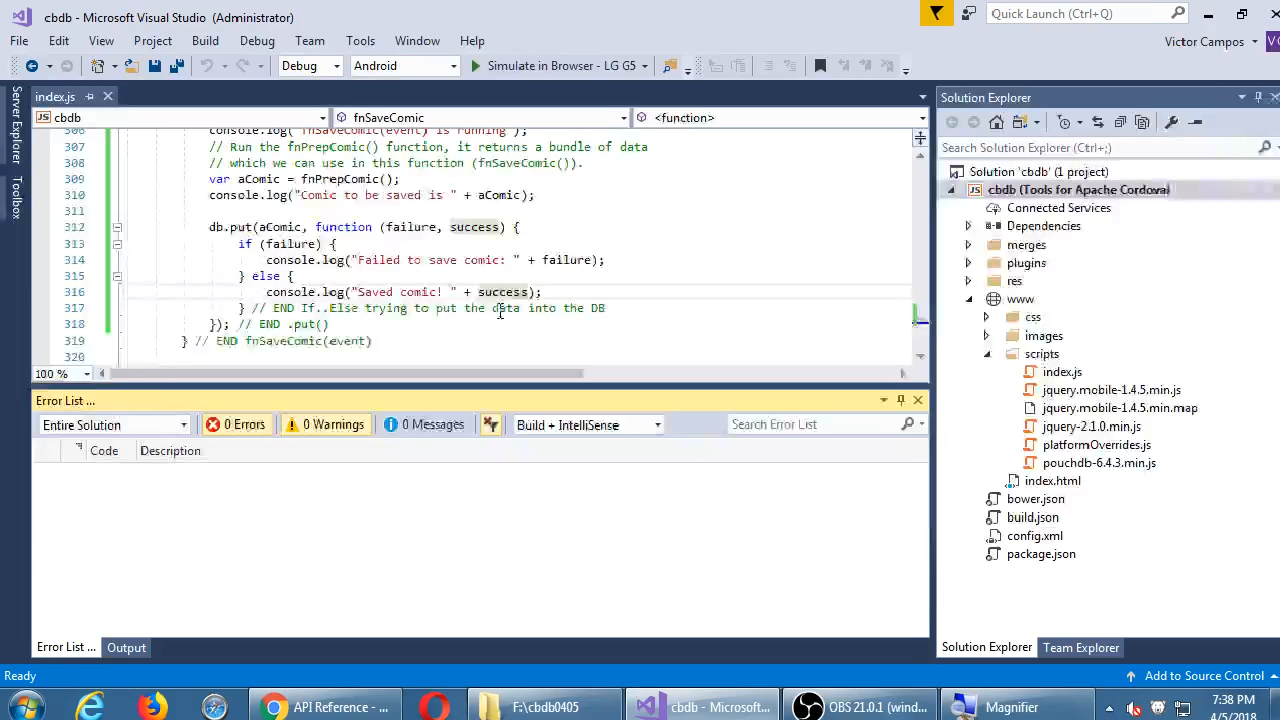 cbdb - Microsoft Visual Studio (Administrator)
Quick Launch (Ctrl+Q)
File Edit View Project Build Debug Team Tools Window Help
Victor Campos
Debug Android Simulate in Browser - LG G5
Server Explorer
Toolbox
index.js
cbdb fnSaveComic <function>
306 console.log("fnSaveComic(event) is running");
307 // Run the fnPrepComic() function, it returns a bundle of data
308 // which we can use in this function (fnSaveComic()).
309 var aComic = fnPrepComic();
310 console.log("Comic to be saved is " + aComic);
311
312 db.put(aComic, function (failure, success) {
313 if (failure) {
314 console.log("Failed to save comic: " + failure);
315 } else {
316 console.log("Saved comic! " + success);
317 } // END If..Else trying to put the data into the DB
318 }); // END .put()
319 } // END fnSaveComic(event)
320
100 %
Error List ...
Entire Solution 0 Errors 0 Warnings 0 Messages Build + IntelliSense Search Error List
Code Description
Error List ... Output
Solution Explorer
Search Solution Explorer (Ctrl+;)
Solution 'cbdb' (1 project)
cbdb (Tools for Apache Cordova)
Connected Services
Dependencies
merges
plugins
res
www
css
images
scripts
index.js
jquery.mobile-1.4.5.min.js
jquery.mobile-1.4.5.min.map
jquery-2.1.0.min.js
platformOverrides.js
pouchdb-6.4.3.min.js
index.html
bower.json
build.json
config.xml
package.json
Solution Explorer Team Explorer
Ready
Add to Source Control
API Reference - ...
F:\cbdb0405
cbdb - Microsoft...
OBS 21.0.1 (wind...
Magnifier
7:38 PM
4/5/2018